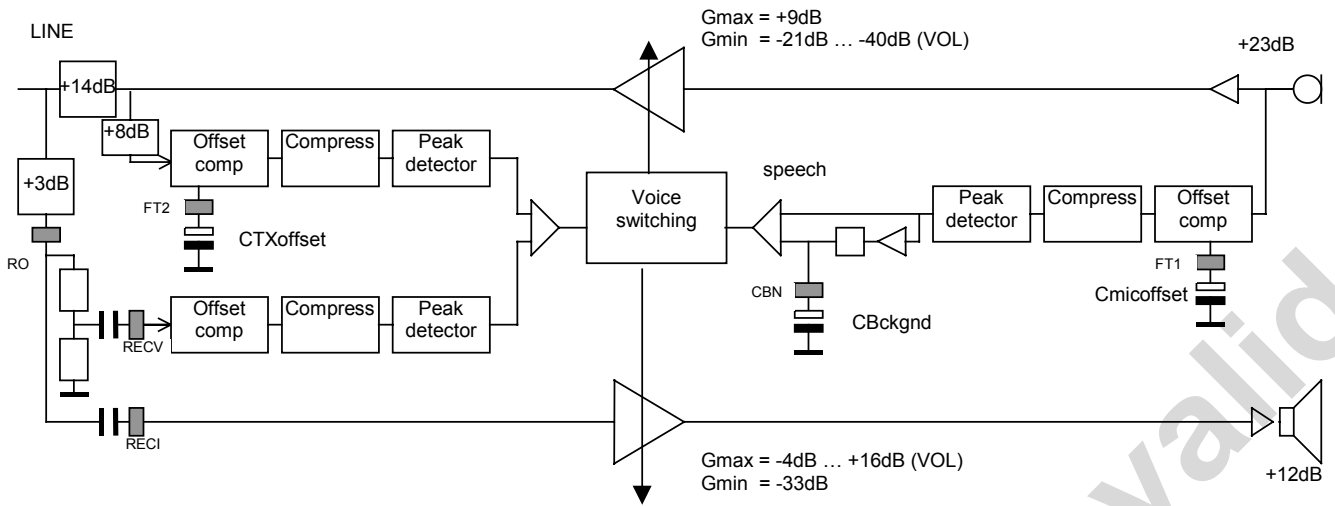 Gmax = +9dB
Gmin = -21dB … -40dB (VOL)
LINE
+23dB
+14dB
+8dB
Offset
comp
Compress
Peak
detector
+3dB
Voice
switching
speech
Peak
detector
Compress
Offset
comp
FT2
CTXoffset
RO
CBN
CBckgnd
FT1
Cmicoffset
Offset
comp
Compress
Peak
detector
RECV
RECI
Gmax = -4dB … +16dB (VOL)
Gmin = -33dB
+12dB
valid